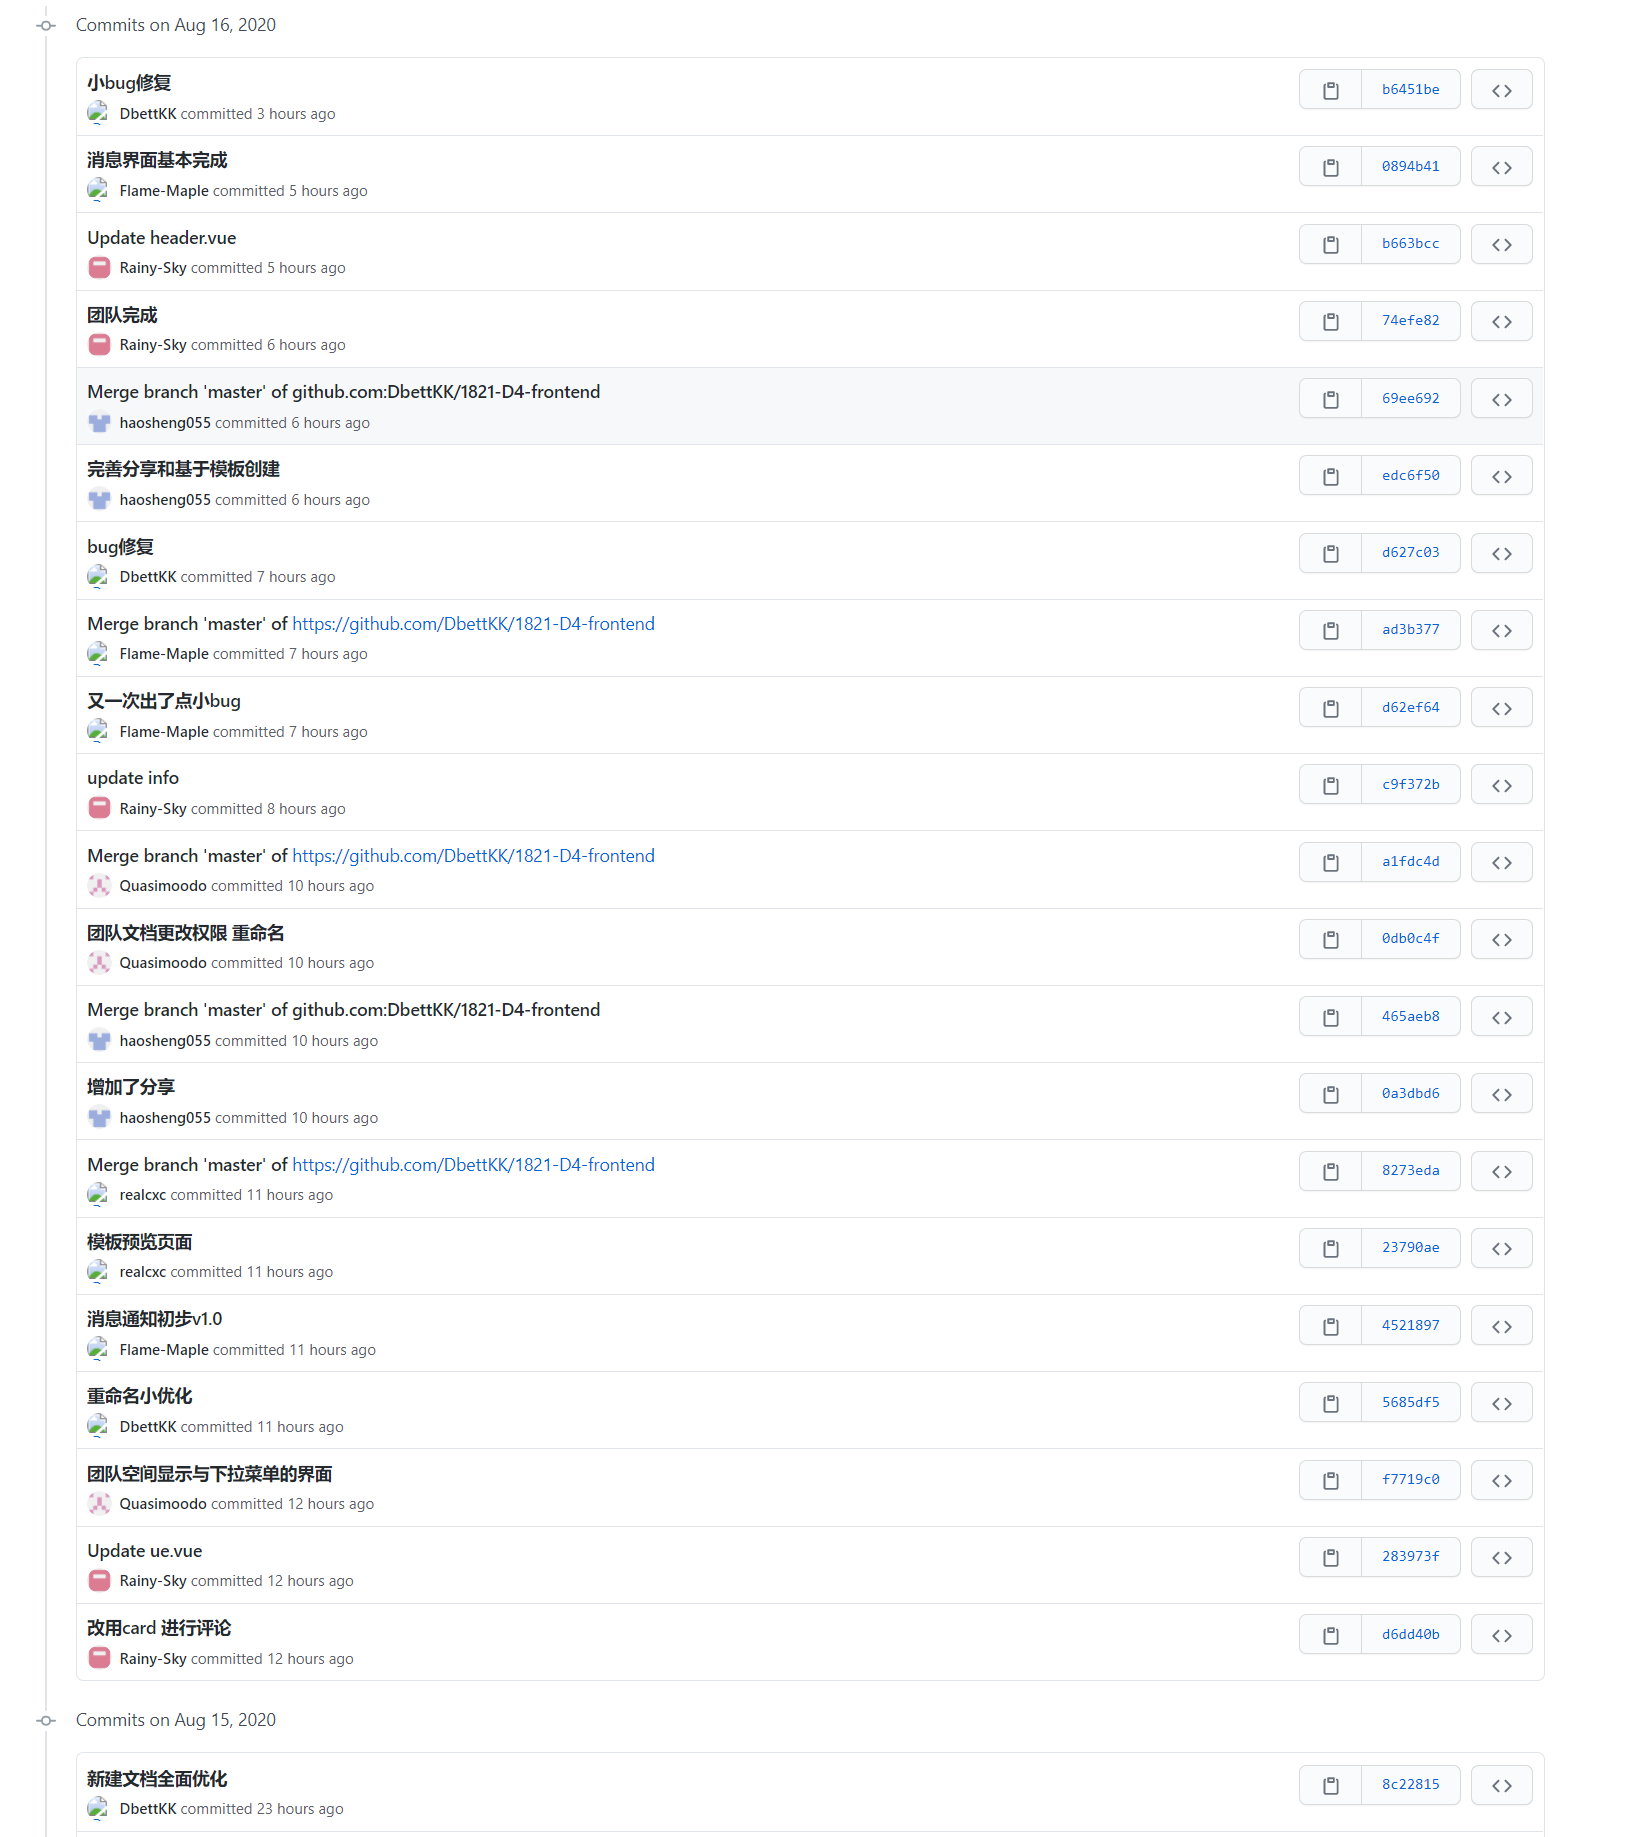 Commits on Aug 16, 2020
小bug修复
DbettKK committed 3 hours ago
b6451be
消息界面基本完成
Flame-Maple committed 5 hours ago
0894b41
Update header.vue
Rainy-Sky committed 5 hours ago
b663bcc
团队完成
Rainy-Sky committed 6 hours ago
74efe82
Merge branch 'master' of github.com:DbettKK/1821-D4-frontend
haosheng055 committed 6 hours ago
69ee692
完善分享和基于模板创建
haosheng055 committed 6 hours ago
edc6f50
bug修复
DbettKK committed 7 hours ago
d627c03
Merge branch 'master' of https://github.com/DbettKK/1821-D4-frontend
Flame-Maple committed 7 hours ago
ad3b377
又一次出了点小bug
Flame-Maple committed 7 hours ago
d62ef64
update info
Rainy-Sky committed 8 hours ago
c9f372b
Merge branch 'master' of https://github.com/DbettKK/1821-D4-frontend
Quasimoodo committed 10 hours ago
a1fdc4d
团队文档更改权限 重命名
Quasimoodo committed 10 hours ago
0db0c4f
Merge branch 'master' of github.com:DbettKK/1821-D4-frontend
haosheng055 committed 10 hours ago
465aeb8
增加了分享
haosheng055 committed 10 hours ago
0a3dbd6
Merge branch 'master' of https://github.com/DbettKK/1821-D4-frontend
realcxc committed 11 hours ago
8273eda
模板预览页面
realcxc committed 11 hours ago
23790ae
消息通知初步v1.0
Flame-Maple committed 11 hours ago
4521897
重命名小优化
DbettKK committed 11 hours ago
5685df5
团队空间显示与下拉菜单的界面
Quasimoodo committed 12 hours ago
f7719c0
Update ue.vue
Rainy-Sky committed 12 hours ago
283973f
改用card 进行评论
Rainy-Sky committed 12 hours ago
d6dd40b
Commits on Aug 15, 2020
新建文档全面优化
DbettKK committed 23 hours ago
8c22815